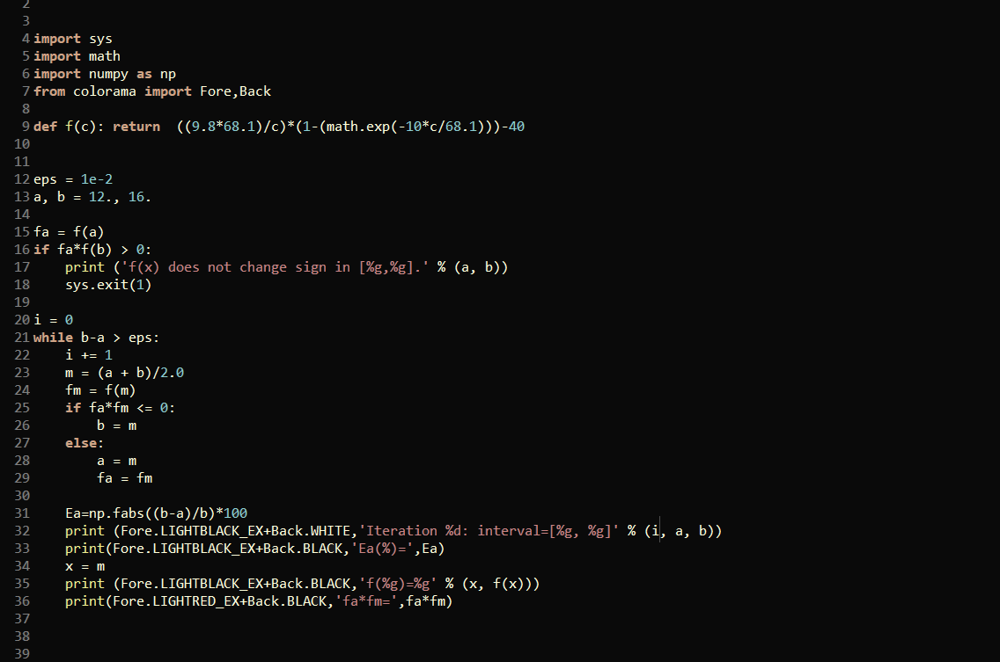 2
3
4 import sys
5 import math
6 import numpy as np
7 from colorama import Fore,Back
8
9 def f(c): return  ((9.8*68.1)/c)*(1-(math.exp(-10*c/68.1)))-40
10
11
12 eps = 1e-2
13 a, b = 12., 16.
14
15 fa = f(a)
16 if fa*f(b) > 0:
17     print ('f(x) does not change sign in [%g,%g].' % (a, b))
18     sys.exit(1)
19
20 i = 0
21 while b-a > eps:
22     i += 1
23     m = (a + b)/2.0
24     fm = f(m)
25     if fa*fm <= 0:
26         b = m
27     else:
28         a = m
29         fa = fm
30
31     Ea=np.fabs((b-a)/b)*100
32     print (Fore.LIGHTBLACK_EX+Back.WHITE,'Iteration %d: interval=[%g, %g]' % (i, a, b))
33     print(Fore.LIGHTBLACK_EX+Back.BLACK,'Ea(%)=',Ea)
34     x = m
35     print (Fore.LIGHTBLACK_EX+Back.BLACK,'f(%g)=%g' % (x, f(x)))
36     print(Fore.LIGHTRED_EX+Back.BLACK,'fa*fm=',fa*fm)
37
38
39